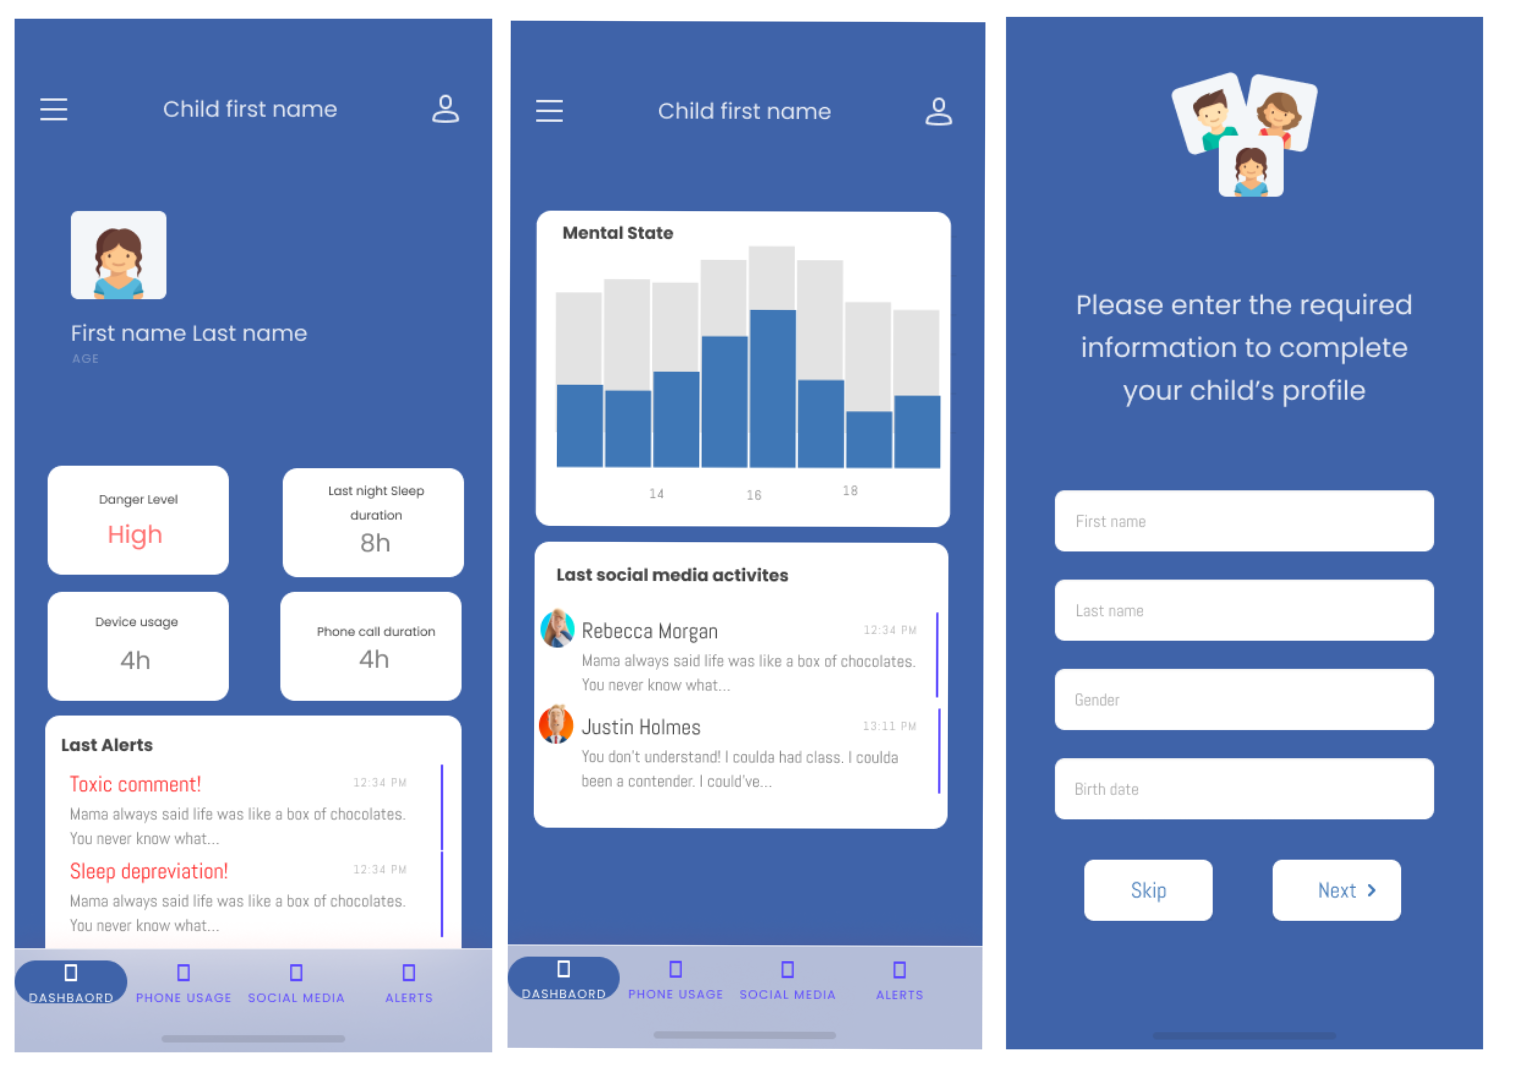 Child first name
First name Last name
AGE
Danger Level
High
Last night Sleep
duration
8h
Device usage
4h
Phone call duration
4h
Last Alerts
Toxic comment!
12:34 PM
Mama always said life was like a box of chocolates.
You never know what...
Sleep depreviation!
12:34 PM
Mama always said life was like a box of chocolates.
You never know what...
DASHBAORD
PHONE USAGE
SOCIAL MEDIA
ALERTS
Child first name
Mental State
14
16
18
Last social media activites
Rebecca Morgan
12:34 PM
Mama always said life was like a box of chocolates.
You never know what...
Justin Holmes
13:11 PM
You don't understand! I coulda had class. I coulda
been a contender. I could've...
DASHBAORD
PHONE USAGE
SOCIAL MEDIA
ALERTS
Please enter the required
information to complete
your child's profile
First name
Last name
Gender
Birth date
Skip
Next